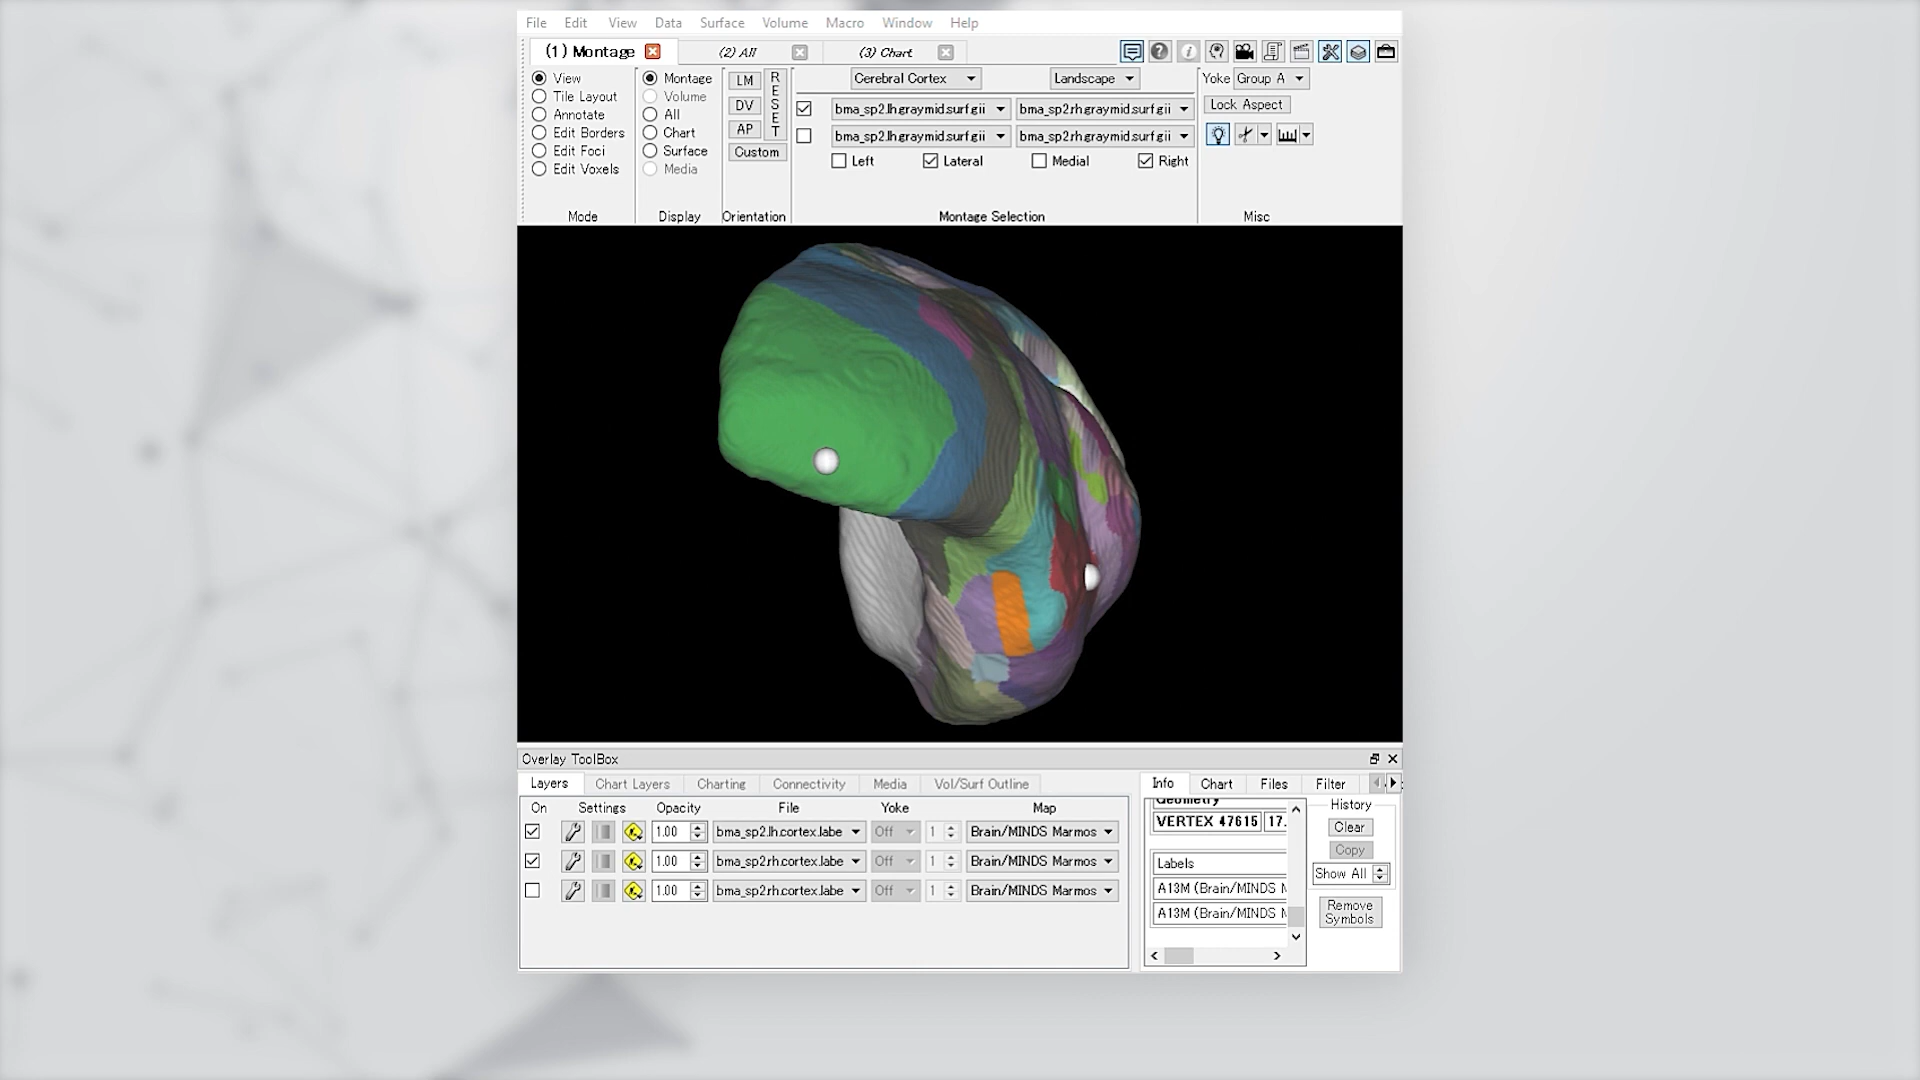 File Edit View Data Surface Volume Macro Window Help
(1) Montage (2) All (3) Chart
View
Tile Layout
Annotate
Edit Borders
Edit Foci
Edit Voxels
Mode
Montage
Volume
All
Chart
Surface
Media
Display
LM
DV
AP
RESET
Custom
Orientation
Cerebral Cortex Landscape
bma_sp2.lh.graymid.surf.gii bma_sp2.rh.graymid.surf.gii
bma_sp2.lh.graymid.surf.gii bma_sp2.rh.graymid.surf.gii
Left Lateral Medial Right
Montage Selection
Yoke Group A
Lock Aspect
Misc
Overlay ToolBox
Layers Chart Layers Charting Connectivity Media Vol/Surf Outline
On Settings Opacity File Yoke Map
1.00 bma_sp2.lh.cortex.labe Off 1 Brain/MINDS Marmos
1.00 bma_sp2.rh.cortex.labe Off 1 Brain/MINDS Marmos
1.00 bma_sp2.rh.cortex.labe Off 1 Brain/MINDS Marmos
Info Chart Files Filter
Geometry
VERTEX 47615 17.
Labels
A13M (Brain/MINDS M
A13M (Brain/MINDS M
History
Clear
Copy
Show All
Remove
Symbols